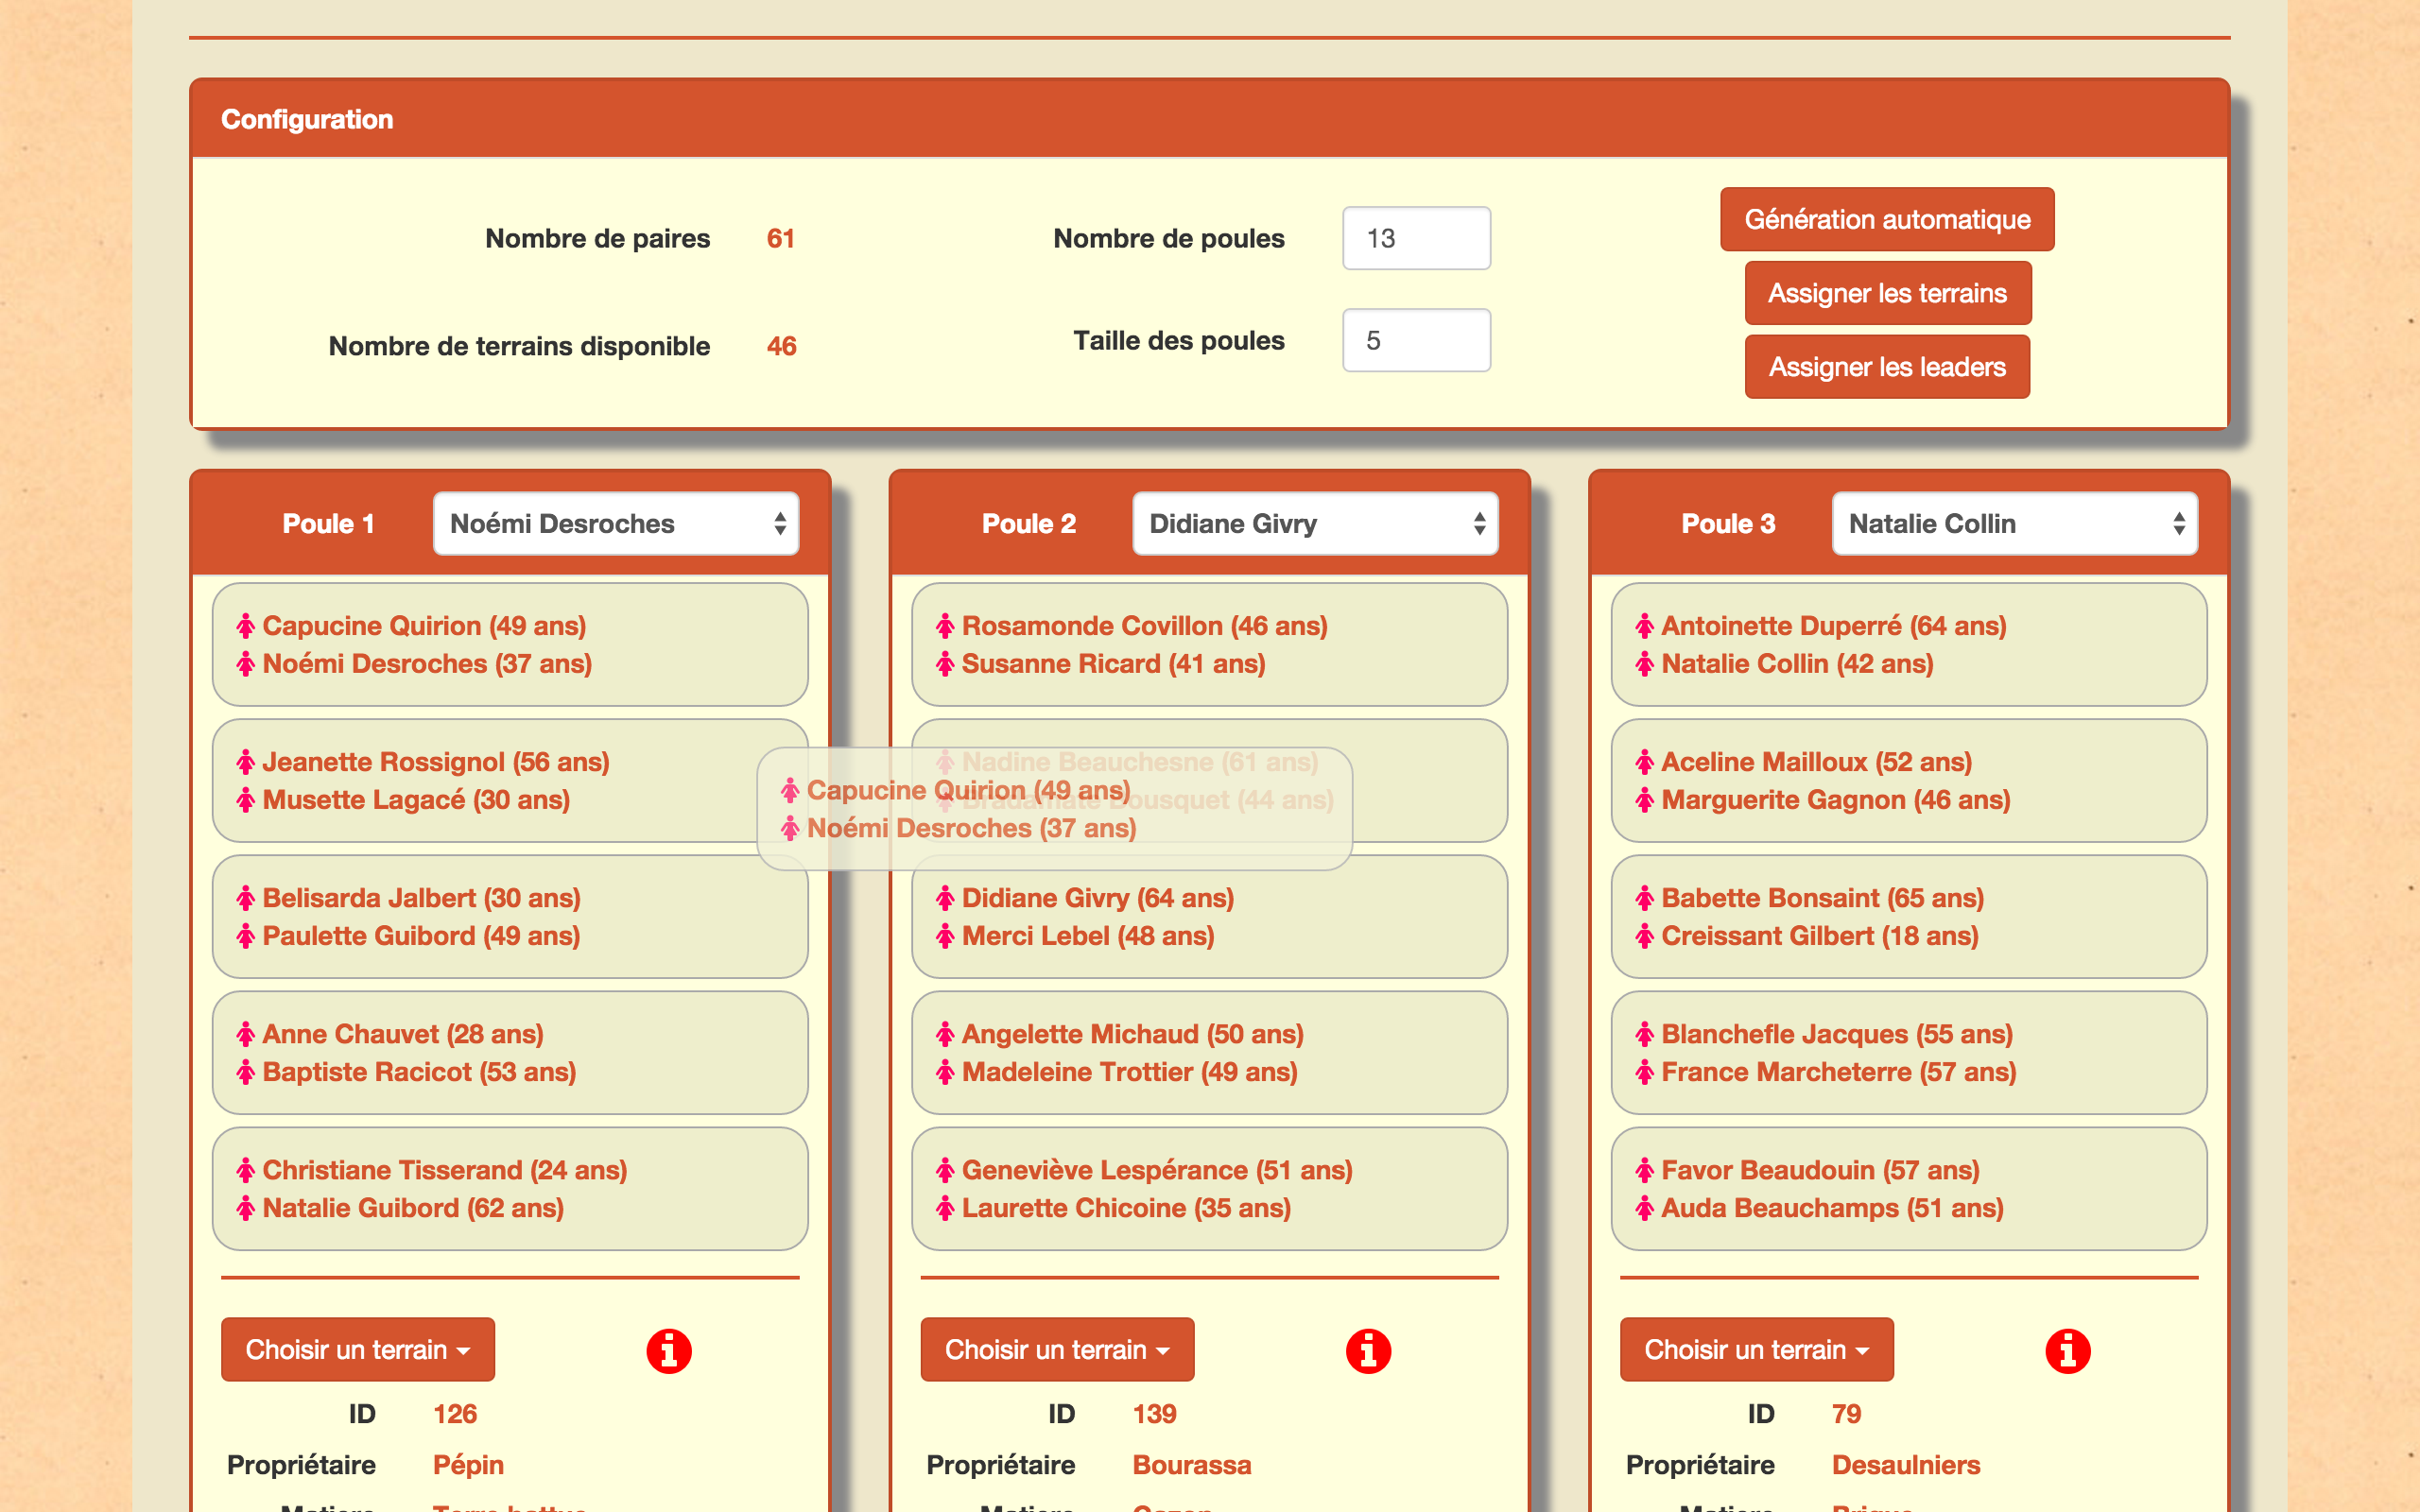 Configuration
Nombre de paires 61
Nombre de poules 13
Génération automatique
Assigner les terrains
Nombre de terrains disponible 46
Taille des poules 5
Assigner les leaders
Poule 1 Noémi Desroches
Capucine Quirion (49 ans)
Noémi Desroches (37 ans)
Jeanette Rossignol (56 ans)
Musette Lagacé (30 ans)
Belisarda Jalbert (30 ans)
Paulette Guibord (49 ans)
Anne Chauvet (28 ans)
Baptiste Racicot (53 ans)
Christiane Tisserand (24 ans)
Natalie Guibord (62 ans)
Choisir un terrain
ID 126
Propriétaire Pépin
Matiere Terre battue
Capucine Quirion (49 ans)
Noémi Desroches (37 ans)
Poule 2 Didiane Givry
Rosamonde Covillon (46 ans)
Susanne Ricard (41 ans)
Nadine Beauchesne (61 ans)
Bousquet (44 ans)
Didiane Givry (64 ans)
Merci Lebel (48 ans)
Angelette Michaud (50 ans)
Madeleine Trottier (49 ans)
Geneviève Lespérance (51 ans)
Laurette Chicoine (35 ans)
Choisir un terrain
ID 139
Propriétaire Bourassa
Matiere Gazon
Poule 3 Natalie Collin
Antoinette Duperré (64 ans)
Natalie Collin (42 ans)
Aceline Mailloux (52 ans)
Marguerite Gagnon (46 ans)
Babette Bonsaint (65 ans)
Creissant Gilbert (18 ans)
Blanchefle Jacques (55 ans)
France Marcheterre (57 ans)
Favor Beaudouin (57 ans)
Auda Beauchamps (51 ans)
Choisir un terrain
ID 79
Propriétaire Desaulniers
Matiere Brique